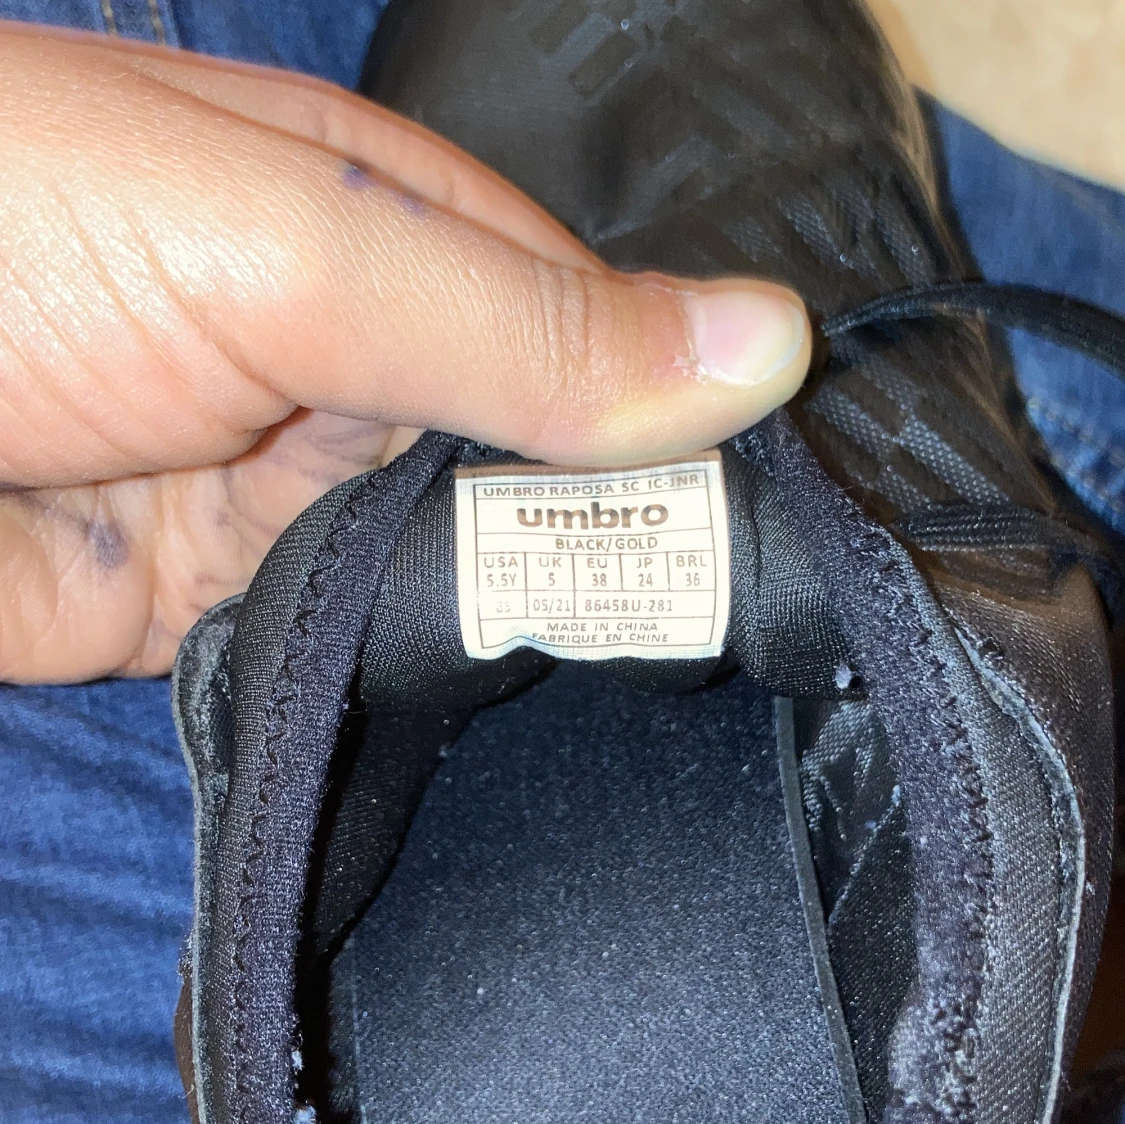 UMBRO RAPOSA SC IC-JNR
umbro
BLACK/GOLD
USA UK EU JP BRL
5.5Y 5 38 24 36
05/21 86458U-281
MADE IN CHINA
FABRIQUE EN CHINE